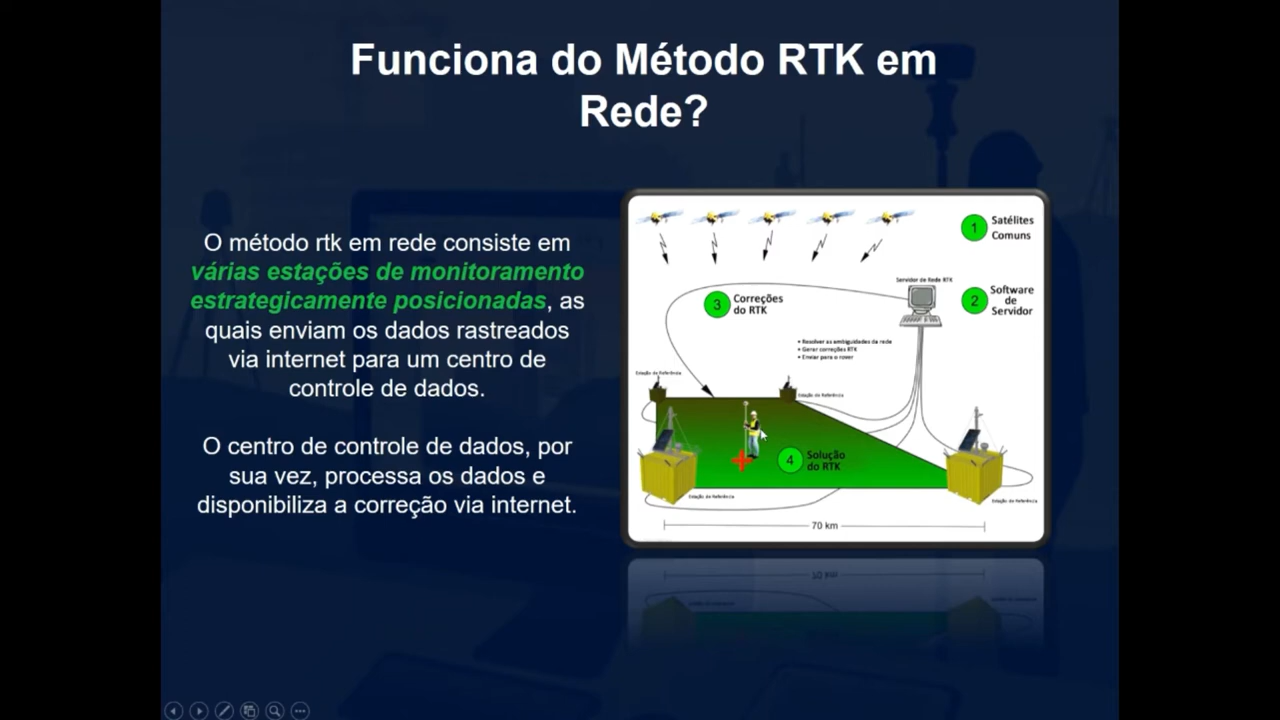 Funciona do Método RTK em
Rede?
O método rtk em rede consiste em
várias estações de monitoramento
estrategicamente posicionadas, as
quais enviam os dados rastreados
via internet para um centro de
controle de dados.
O centro de controle de dados, por
sua vez, processa os dados e
disponibiliza a correção via internet.
1
Satélites
Comuns
Servidor de Rede RTK
2
Software
de
Servidor
3
Correções
do RTK
• Resolver as ambiguidades da rede
• Gerar correções RTK
• Enviar para o rover
Estação de Referência
Estação de Referência
4
Solução
do RTK
Estação de Referência
Estação de Referência
70 km